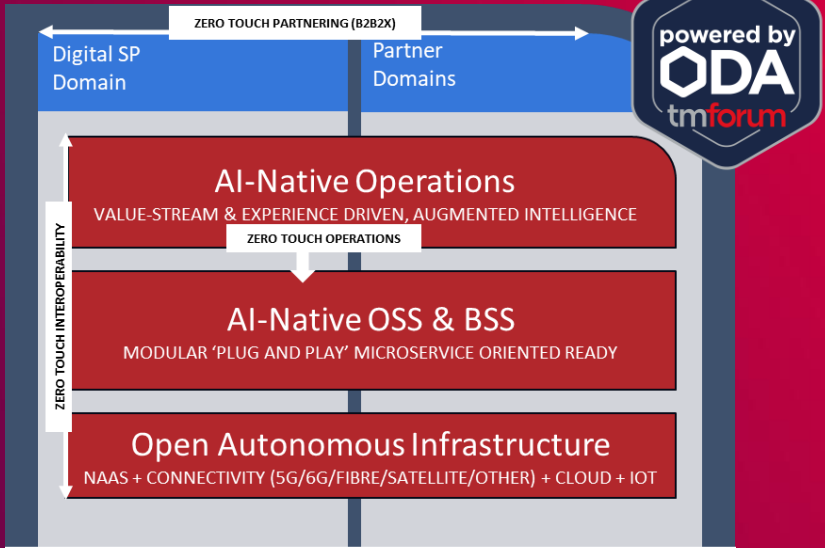 ZERO TOUCH PARTNERING (B2B2X)
Digital SP
Domain
Partner
Domains
powered by
ODA
tmforum
AI-Native Operations
VALUE-STREAM & EXPERIENCE DRIVEN, AUGMENTED INTELLIGENCE
ZERO TOUCH OPERATIONS
ZERO TOUCH INTEROPERABILITY
AI-Native OSS & BSS
MODULAR ‘PLUG AND PLAY’ MICROSERVICE ORIENTED READY
Open Autonomous Infrastructure
NAAS + CONNECTIVITY (5G/6G/FIBRE/SATELLITE/OTHER) + CLOUD + IOT